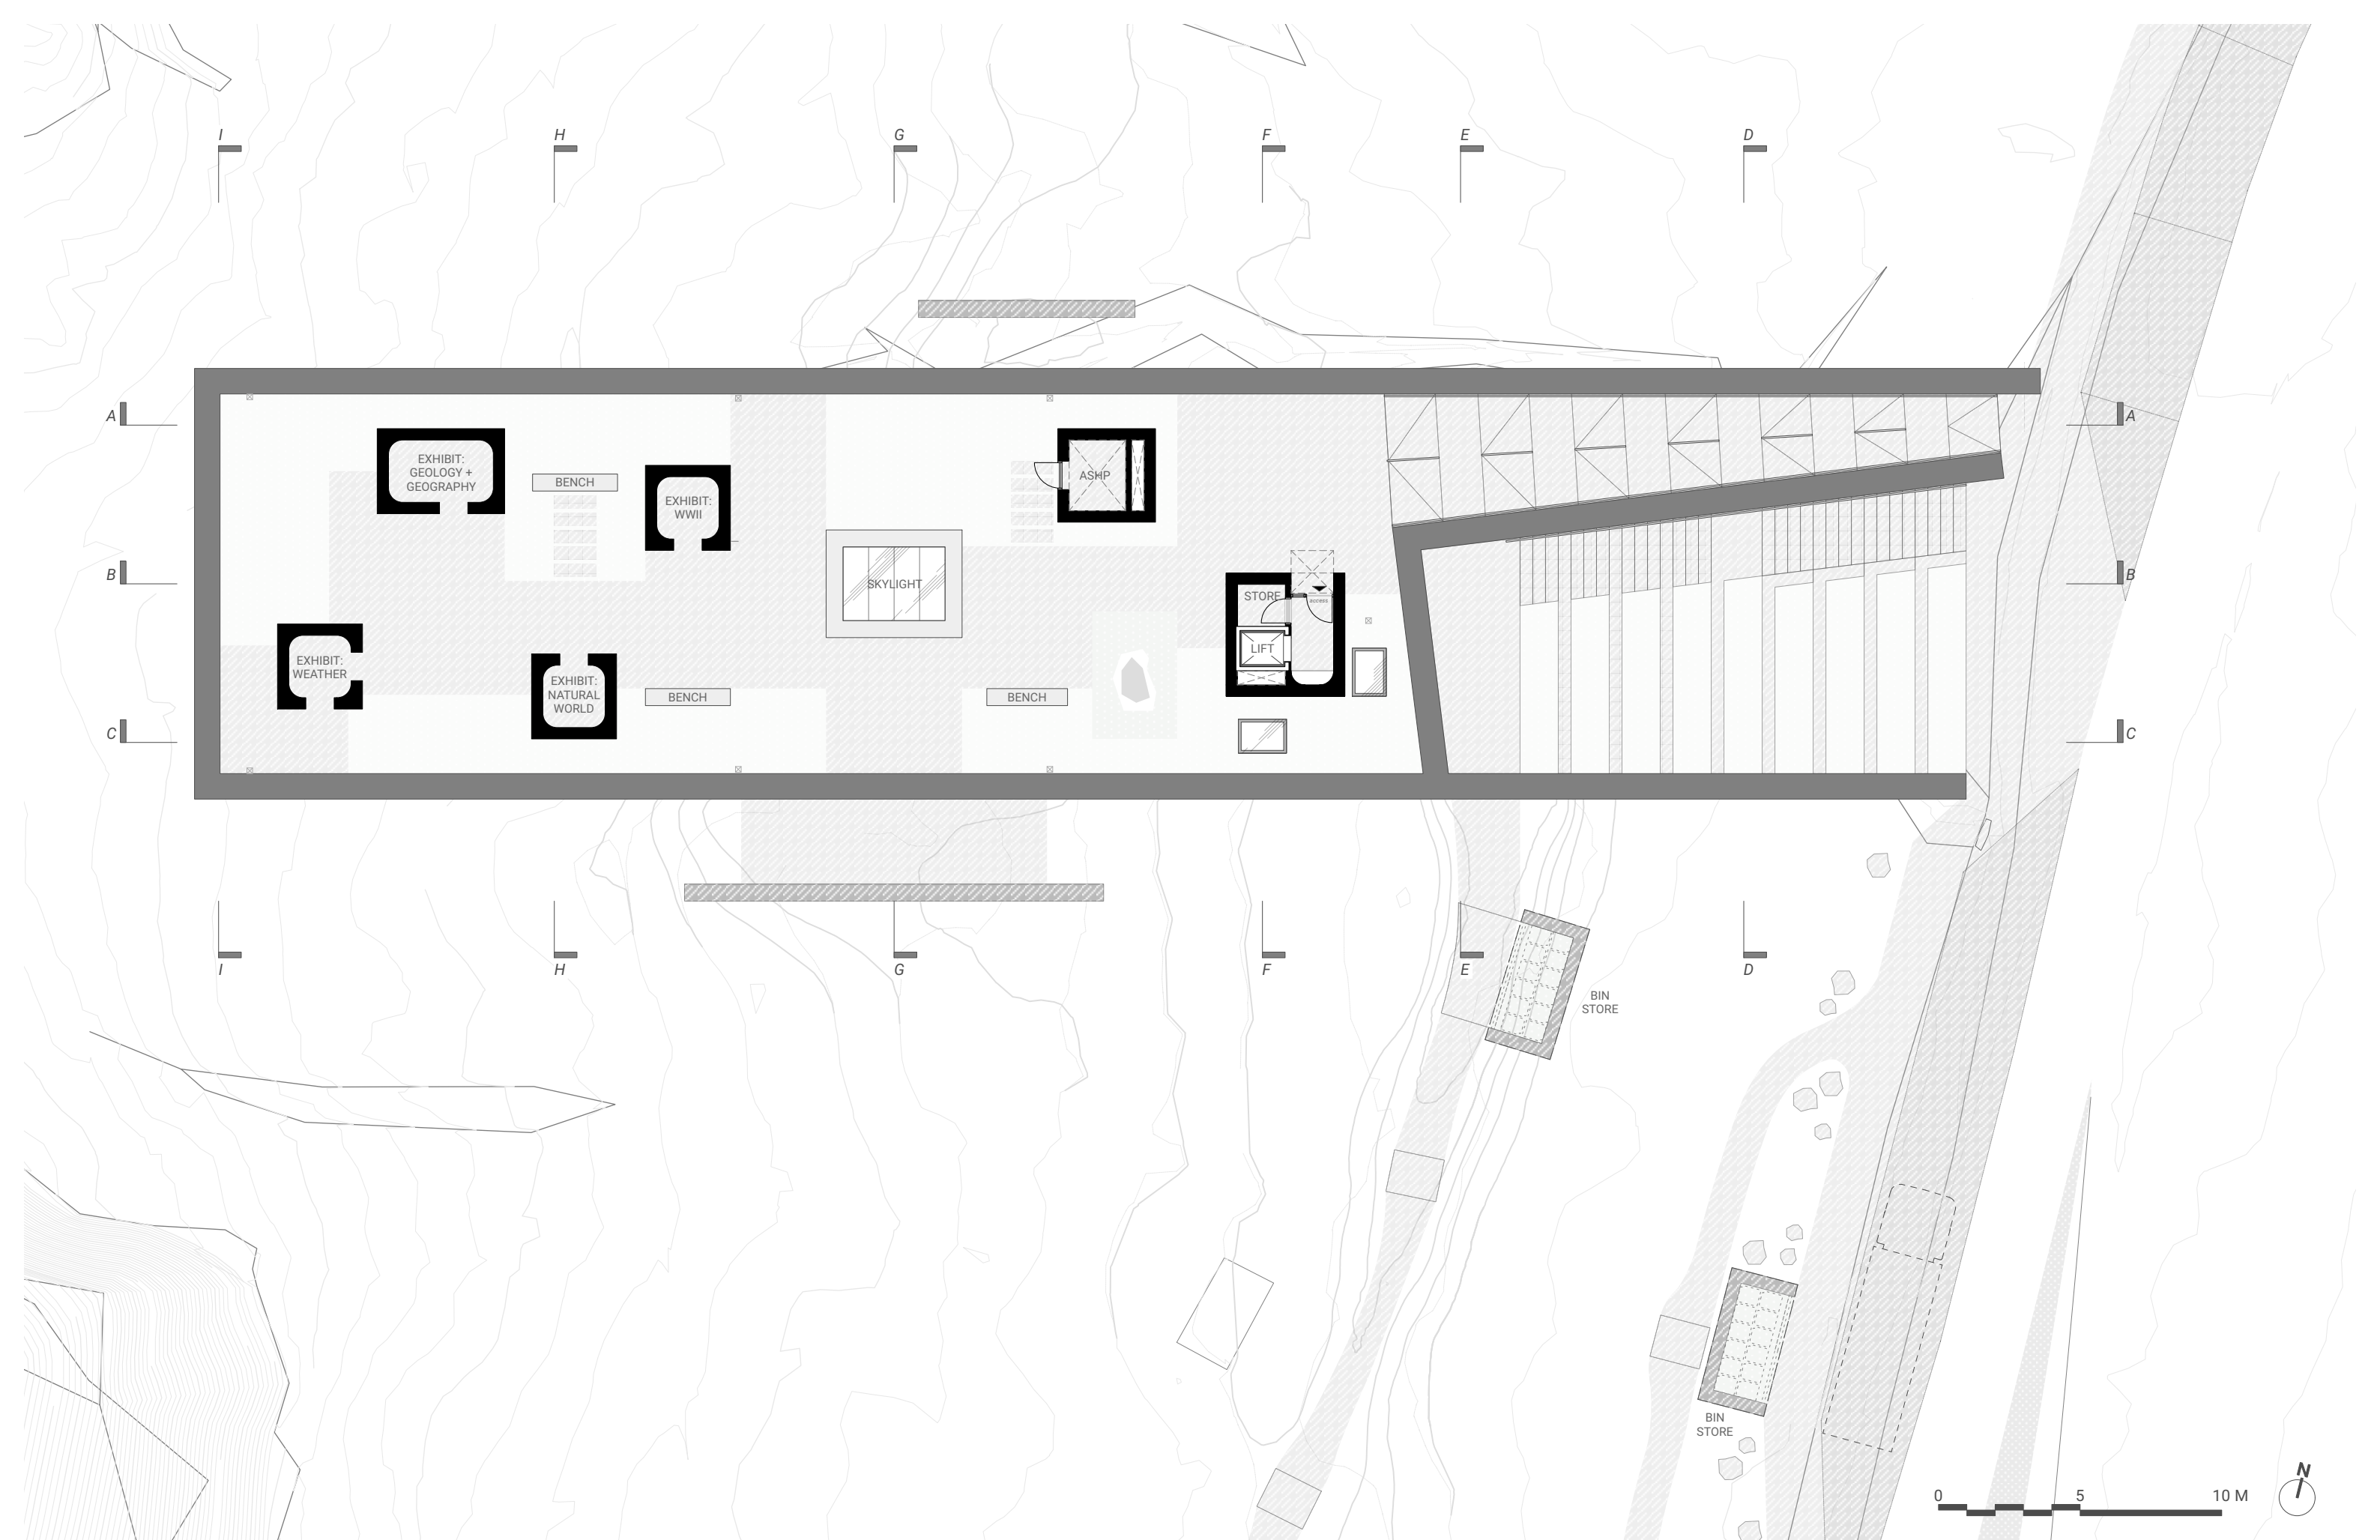 I
H
G
F
E
D
A
A
EXHIBIT:
GEOLOGY +
GEOGRAPHY
BENCH
EXHIBIT:
WWII
ASHP
B
B
SKYLIGHT
STORE
access
LIFT
EXHIBIT:
WEATHER
EXHIBIT:
NATURAL
WORLD
BENCH
BENCH
C
C
I
H
G
F
E
D
BIN
STORE
BIN
STORE
0
5
10 M
N